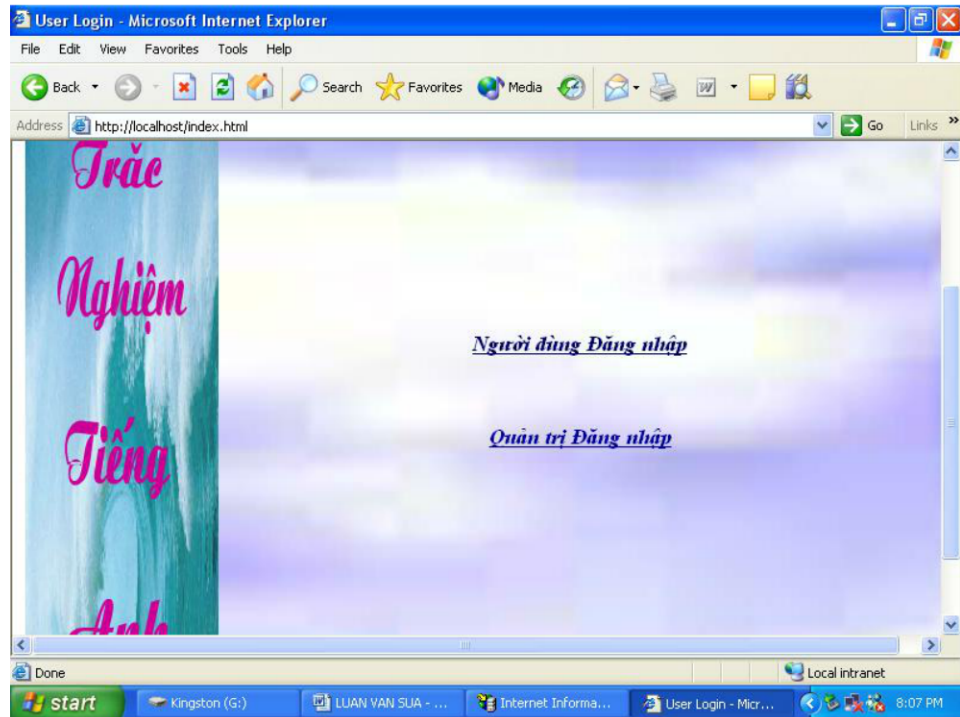 User Login - Microsoft Internet Explorer
File Edit View Favorites Tools Help
Back Search Favorites Media
Address http://localhost/index.html Go Links »
Trắc
Nghiệm
Tiếng
Anh
Người dùng Đăng nhập
Quản trị Đăng nhập
Done Local intranet
start Kingston (G:) LUAN VAN SUA - ... Internet Informa... User Login - Micr... 8:07 PM